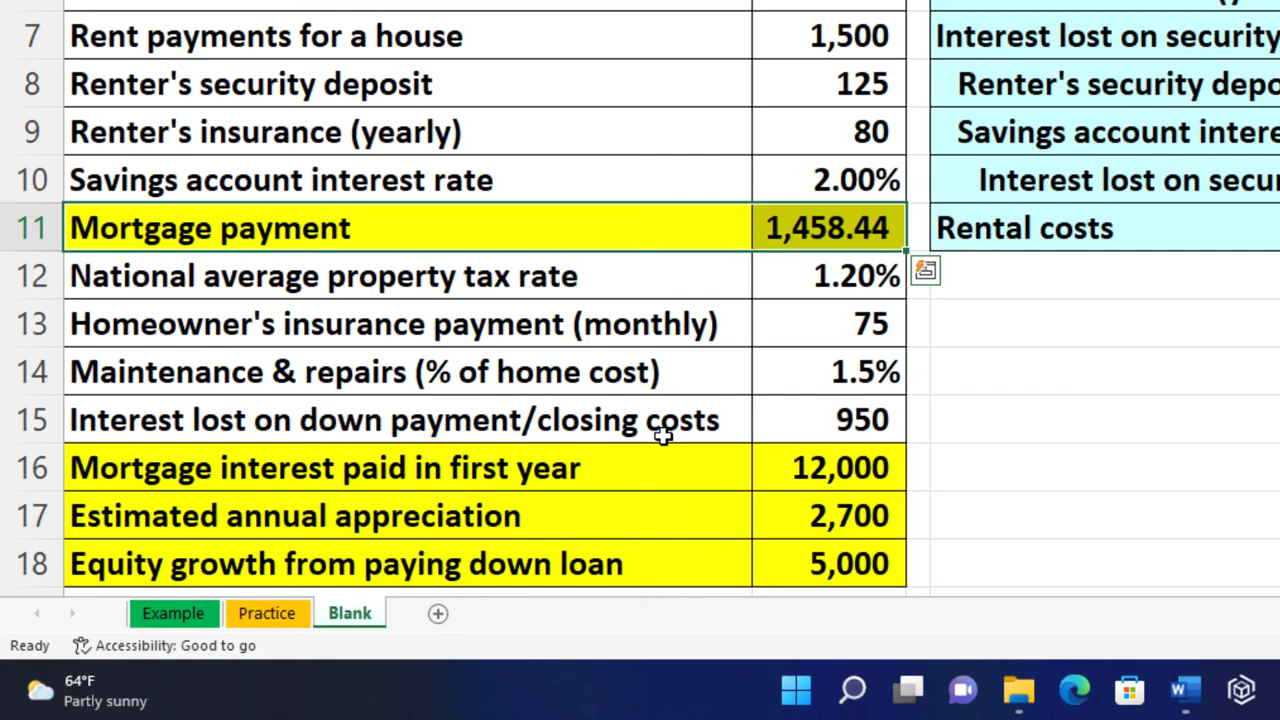 7 Rent payments for a house 1,500 Interest lost on security
8 Renter's security deposit 125 Renter's security depo
9 Renter's insurance (yearly) 80 Savings account intere
10 Savings account interest rate 2.00% Interest lost on secu
11 Mortgage payment 1,458.44 Rental costs
12 National average property tax rate 1.20%
13 Homeowner's insurance payment (monthly) 75
14 Maintenance & repairs (% of home cost) 1.5%
15 Interest lost on down payment/closing costs 950
16 Mortgage interest paid in first year 12,000
17 Estimated annual appreciation 2,700
18 Equity growth from paying down loan 5,000
Example Practice Blank
Ready Accessibility: Good to go
64°F
Partly sunny